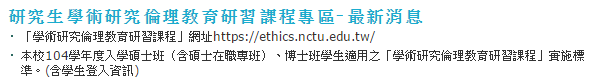 研究生學術研究倫理教育研習課程專區-最新消息
・「學術研究倫理教育研習課程」網址https://ethics.nctu.edu.tw/
・本校104學年度入學碩士班（含碩士在職專班）、博士班學生適用之「學術研究倫理教育研習課程」實施標
準。(含學生登入資訊)